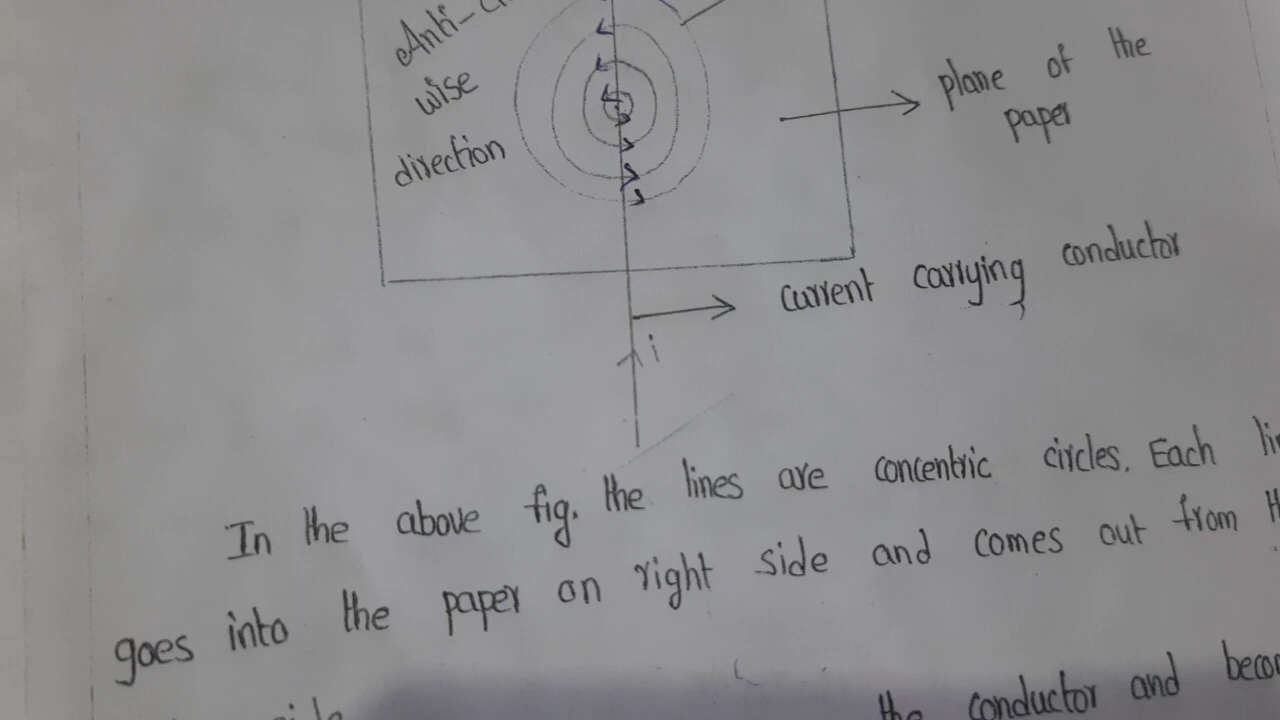 Anti-
wise
direction
plane of the
paper
current carrying conductor
i
In the above fig. the lines are concentric circles. Each
goes into the paper on right side and comes out from
the conductor and